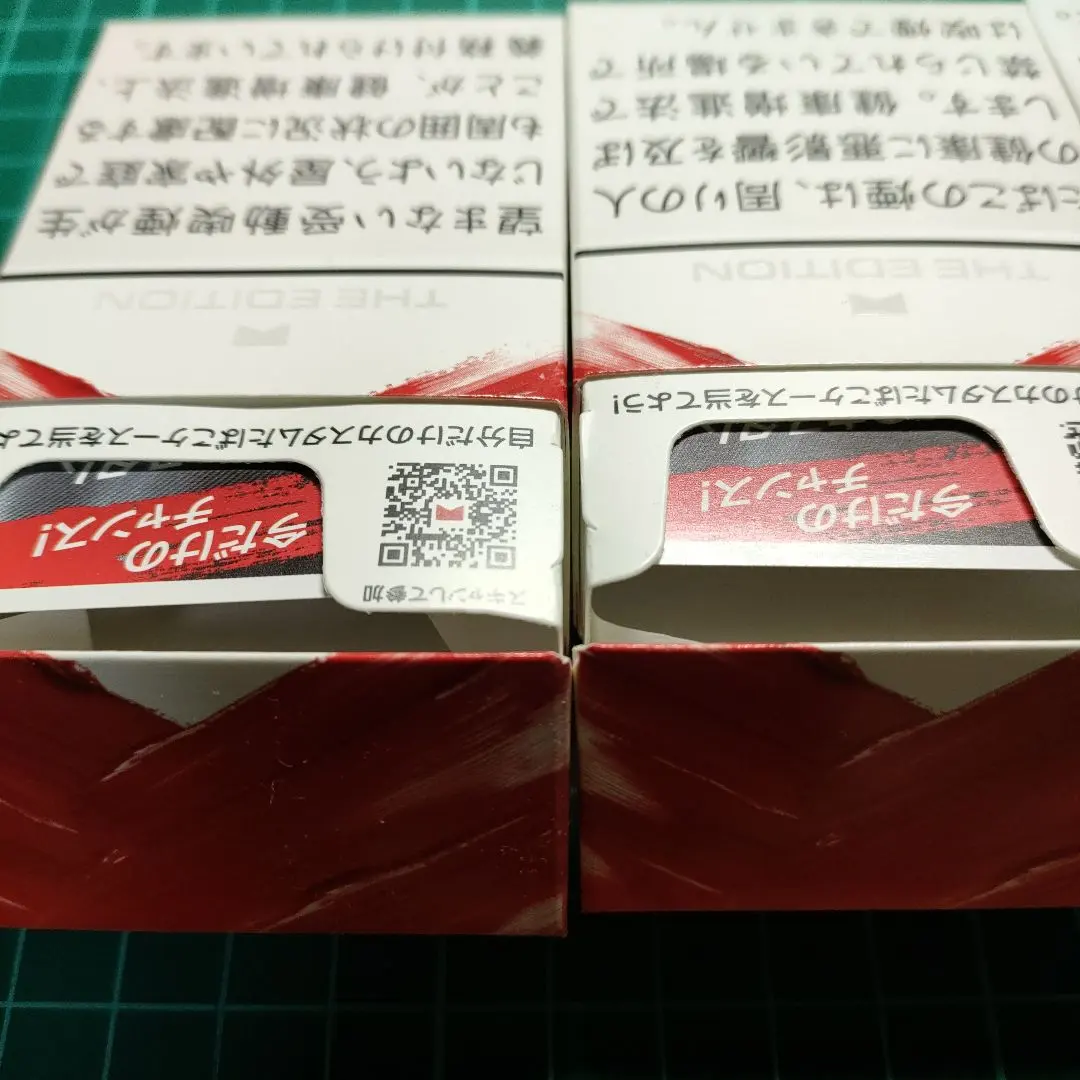 今だけの
チャンス!
けのカスタムたばこケースを当てよう!
THE EDITION
たばこの煙は、周りの人
の健康に悪影響を及ぼ
します。健康増進法で
禁じられている場所で
は喫煙できません。
スキャンして参加
今だけの
チャンス!
自分だけのカスタムたばこケースを当てよ
THE EDITION
望まない受動喫煙が生
じないよう、屋外や家庭で
も周囲の状況に配慮する
ことが、健康増進法上、
義務付けられています。